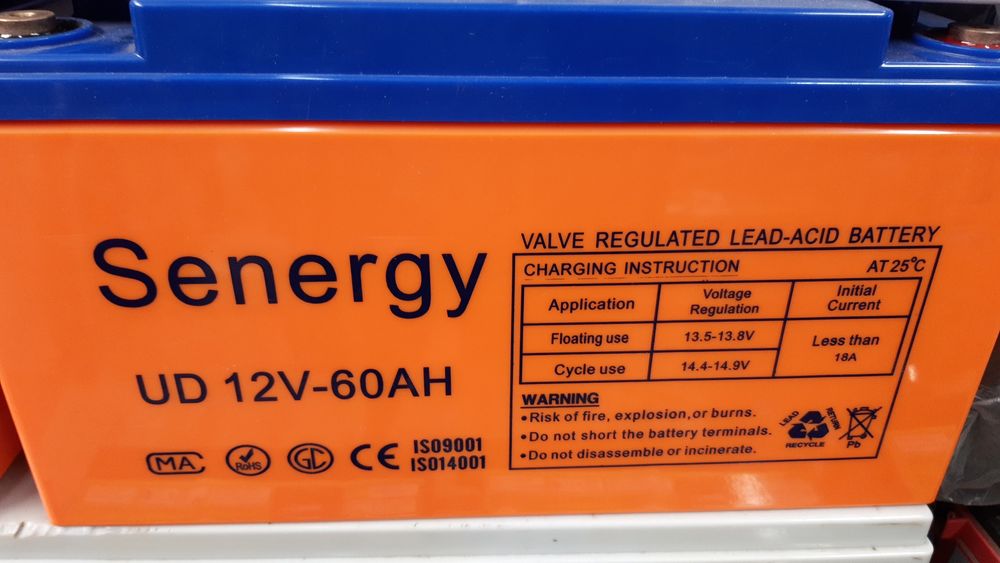 Senergy
UD 12V-60AH
MA
RoHS
GC
CE
ISO9001
ISO14001
VALVE REGULATED LEAD-ACID BATTERY
CHARGING INSTRUCTION AT 25°C
Application Voltage Regulation Initial Current
Floating use 13.5-13.8V Less than 18A
Cycle use 14.4-14.9V
WARNING
•Risk of fire, explosion, or burns.
•Do not short the battery terminals.
•Do not disassemble or incinerate.
LEAD RETURN
RECYCLE
Pb